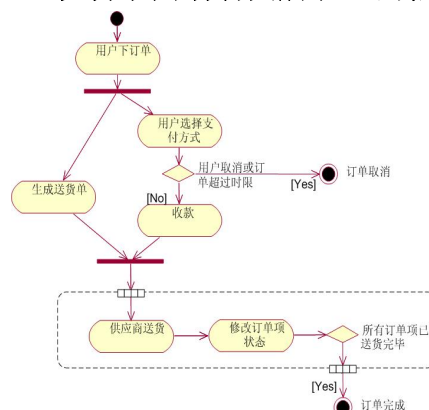 用户下订单
用户选择支
付方式
用户取消或订
单超过时限
订单取消
[Yes]
生成送货单
[No]
收款
供应商送货
修改订单项
状态
所有订单项已
送货完毕
[Yes]
订单完成